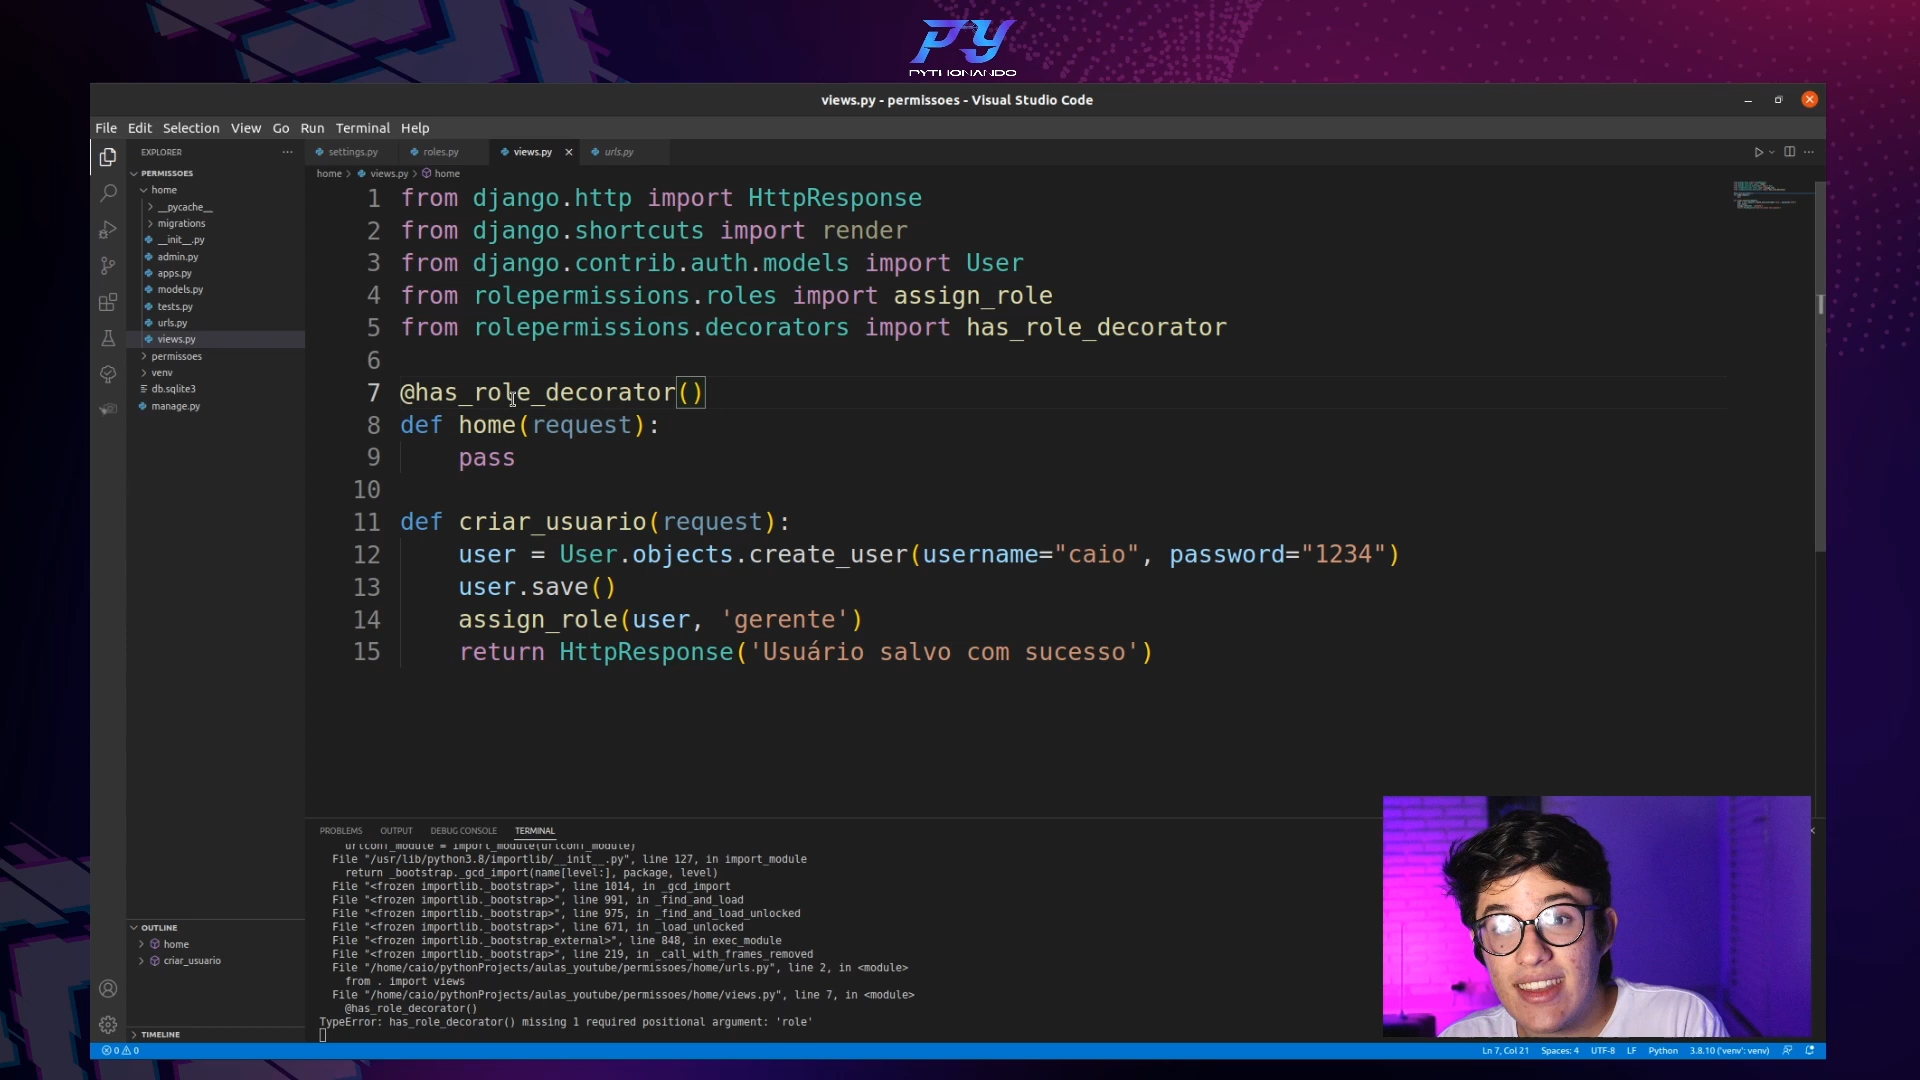 PY
PYTHONANDO
views.py - permissoes - Visual Studio Code
File Edit Selection View Go Run Terminal Help
EXPLORER
PERMISSOES
home
__pycache__
migrations
__init__.py
admin.py
apps.py
models.py
tests.py
urls.py
views.py
permissoes
venv
db.sqlite3
manage.py
OUTLINE
home
criar_usuario
TIMELINE
settings.py roles.py views.py urls.py
home > views.py > home
1 from django.http import HttpResponse
2 from django.shortcuts import render
3 from django.contrib.auth.models import User
4 from rolepermissions.roles import assign_role
5 from rolepermissions.decorators import has_role_decorator
6
7 @has_role_decorator()
8 def home(request):
9 pass
10
11 def criar_usuario(request):
12 user = User.objects.create_user(username="caio", password="1234")
13 user.save()
14 assign_role(user, 'gerente')
15 return HttpResponse('Usuário salvo com sucesso')
PROBLEMS OUTPUT DEBUG CONSOLE TERMINAL
urlconf_module = import_module(urlconf_module)
File "/usr/lib/python3.8/importlib/__init__.py", line 127, in import_module
return _bootstrap._gcd_import(name[level:], package, level)
File "<frozen importlib._bootstrap>", line 1014, in _gcd_import
File "<frozen importlib._bootstrap>", line 991, in _find_and_load
File "<frozen importlib._bootstrap>", line 975, in _find_and_load_unlocked
File "<frozen importlib._bootstrap>", line 671, in _load_unlocked
File "<frozen importlib._bootstrap_external>", line 848, in exec_module
File "<frozen importlib._bootstrap>", line 219, in _call_with_frames_removed
File "/home/caio/pythonProjects/aulas_youtube/permissoes/home/urls.py", line 2, in <module>
from . import views
File "/home/caio/pythonProjects/aulas_youtube/permissoes/home/views.py", line 7, in <module>
@has_role_decorator()
TypeError: has_role_decorator() missing 1 required positional argument: 'role'
0 0
Ln 7, Col 21 Spaces: 4 UTF-8 LF Python 3.8.10 ('venv': venv)